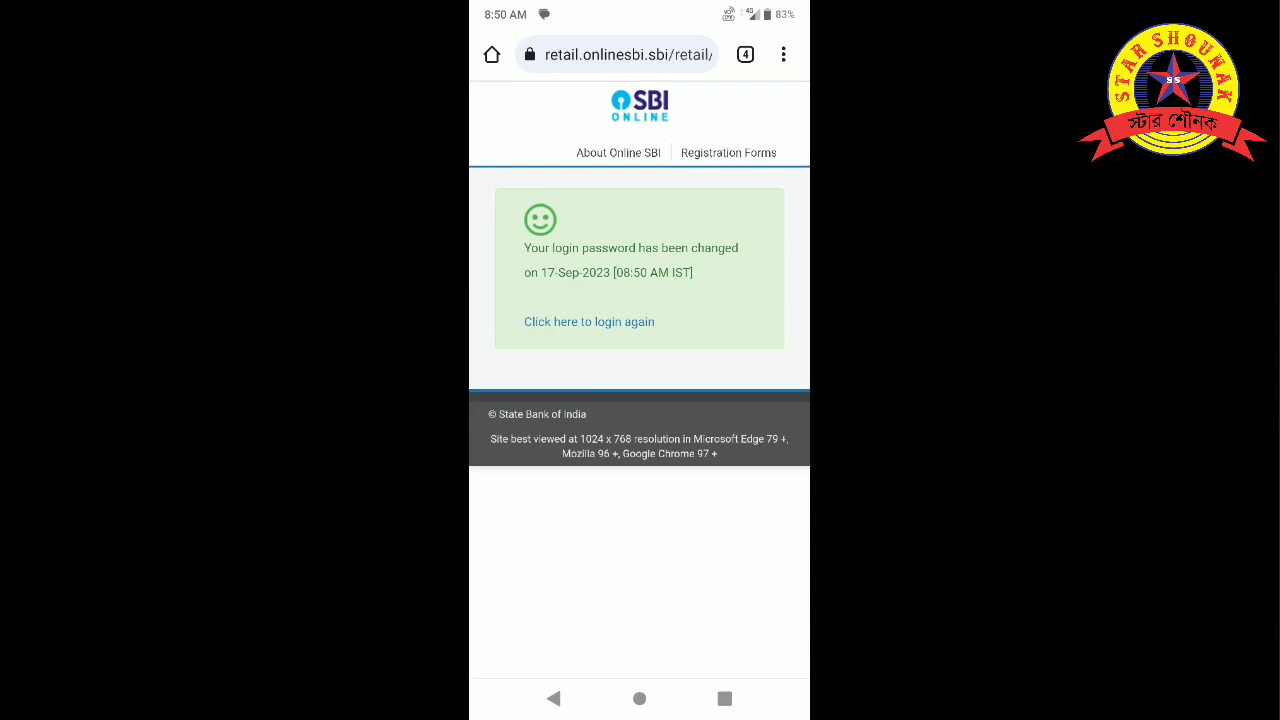 8:50 AM
VO)) LTE 4G 83%
retail.onlinesbi.sbi/retail/
4
SBI
ONLINE
About Online SBI
Registration Forms
Your login password has been changed
on 17-Sep-2023 [08:50 AM IST]
Click here to login again
© State Bank of India
Site best viewed at 1024 x 768 resolution in Microsoft Edge 79 +,
Mozilla 96 +, Google Chrome 97 +
STAR SHOUNAK
SS
স্টার শৌনক